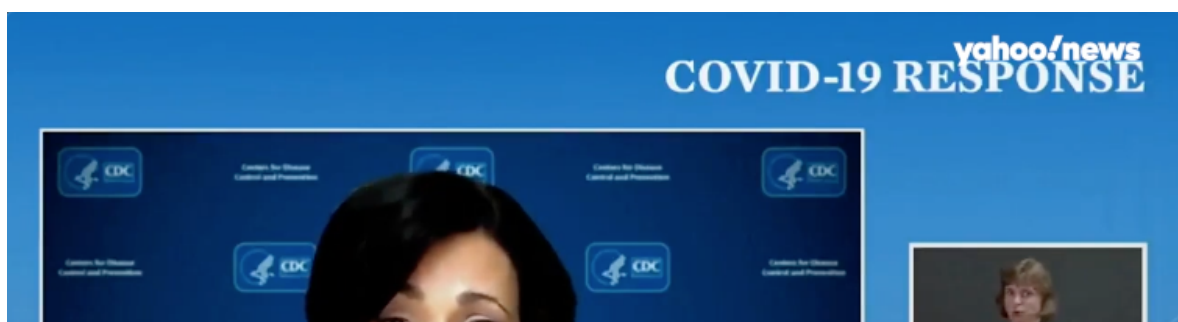 yahoo!news
COVID-19 RESPONSE
CDC
Centers for Disease
Control and Prevention
CDC
Centers for Disease
Control and Prevention
CDC
Centers for Disease
Control and Prevention
CDC
CDC
Centers for Disease
Control and Prevention